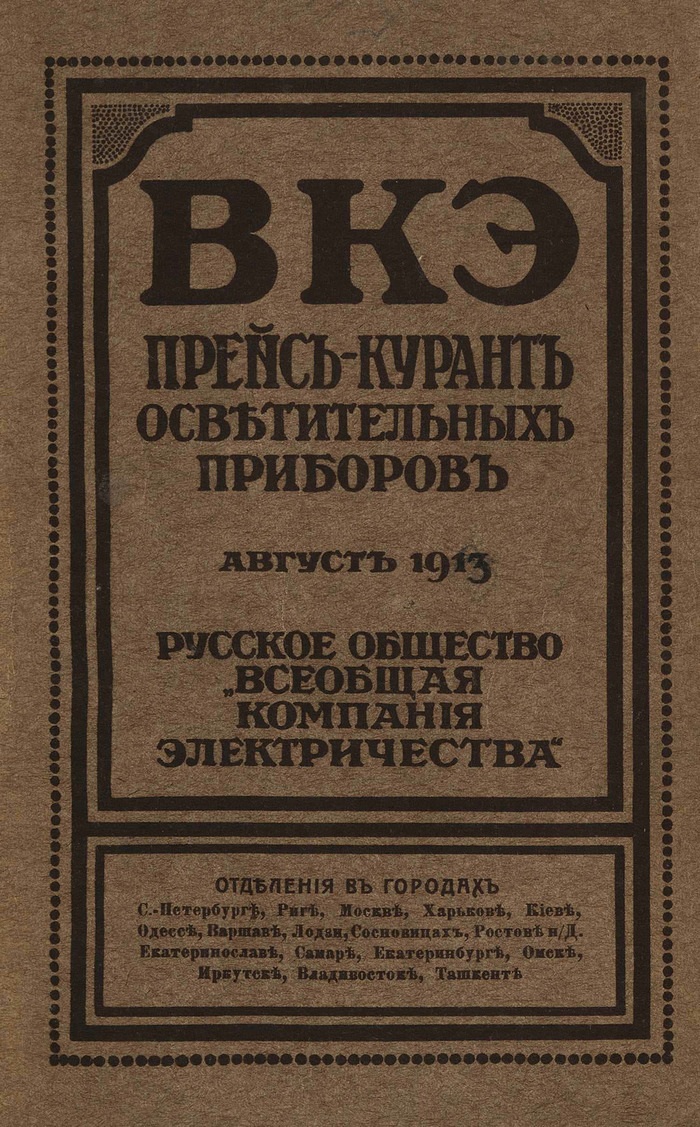 ВКЭ
ПРЕЙСЪ-КУРАНТЪ
ОСВѢТИТЕЛЬНЫХЪ
ПРИБОРОВЪ
АВГУСТЪ 1913
РУССКОЕ ОБЩЕСТВО
„ВСЕОБЩАЯ
КОМПАНІЯ
ЭЛЕКТРИЧЕСТВА“
ОТДѢЛЕНІЯ ВЪ ГОРОДАХЪ
С.-Петербургѣ, Ригѣ, Москвѣ, Харьковѣ, Кіевѣ,
Одессѣ, Варшавѣ, Лодзи, Сосновицахъ, Ростовѣ н/Д.
Екатеринославѣ, Самарѣ, Екатеринбургѣ, Омскѣ,
Иркутскѣ, Владивостокѣ, Ташкентѣ